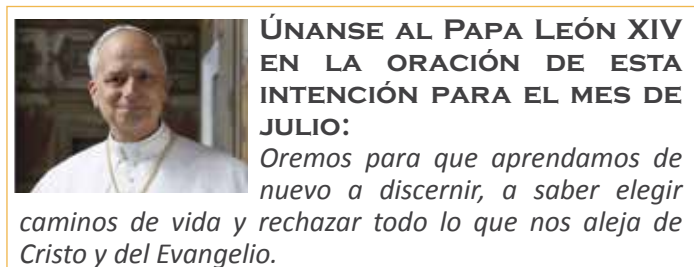 ÚNANSE AL PAPA LEÓN XIV
EN LA ORACIÓN DE ESTA
INTENCIÓN PARA EL MES DE
JULIO:
Oremos para que aprendamos de
nuevo a discernir, a saber elegir
caminos de vida y rechazar todo lo que nos aleja de
Cristo y del Evangelio.